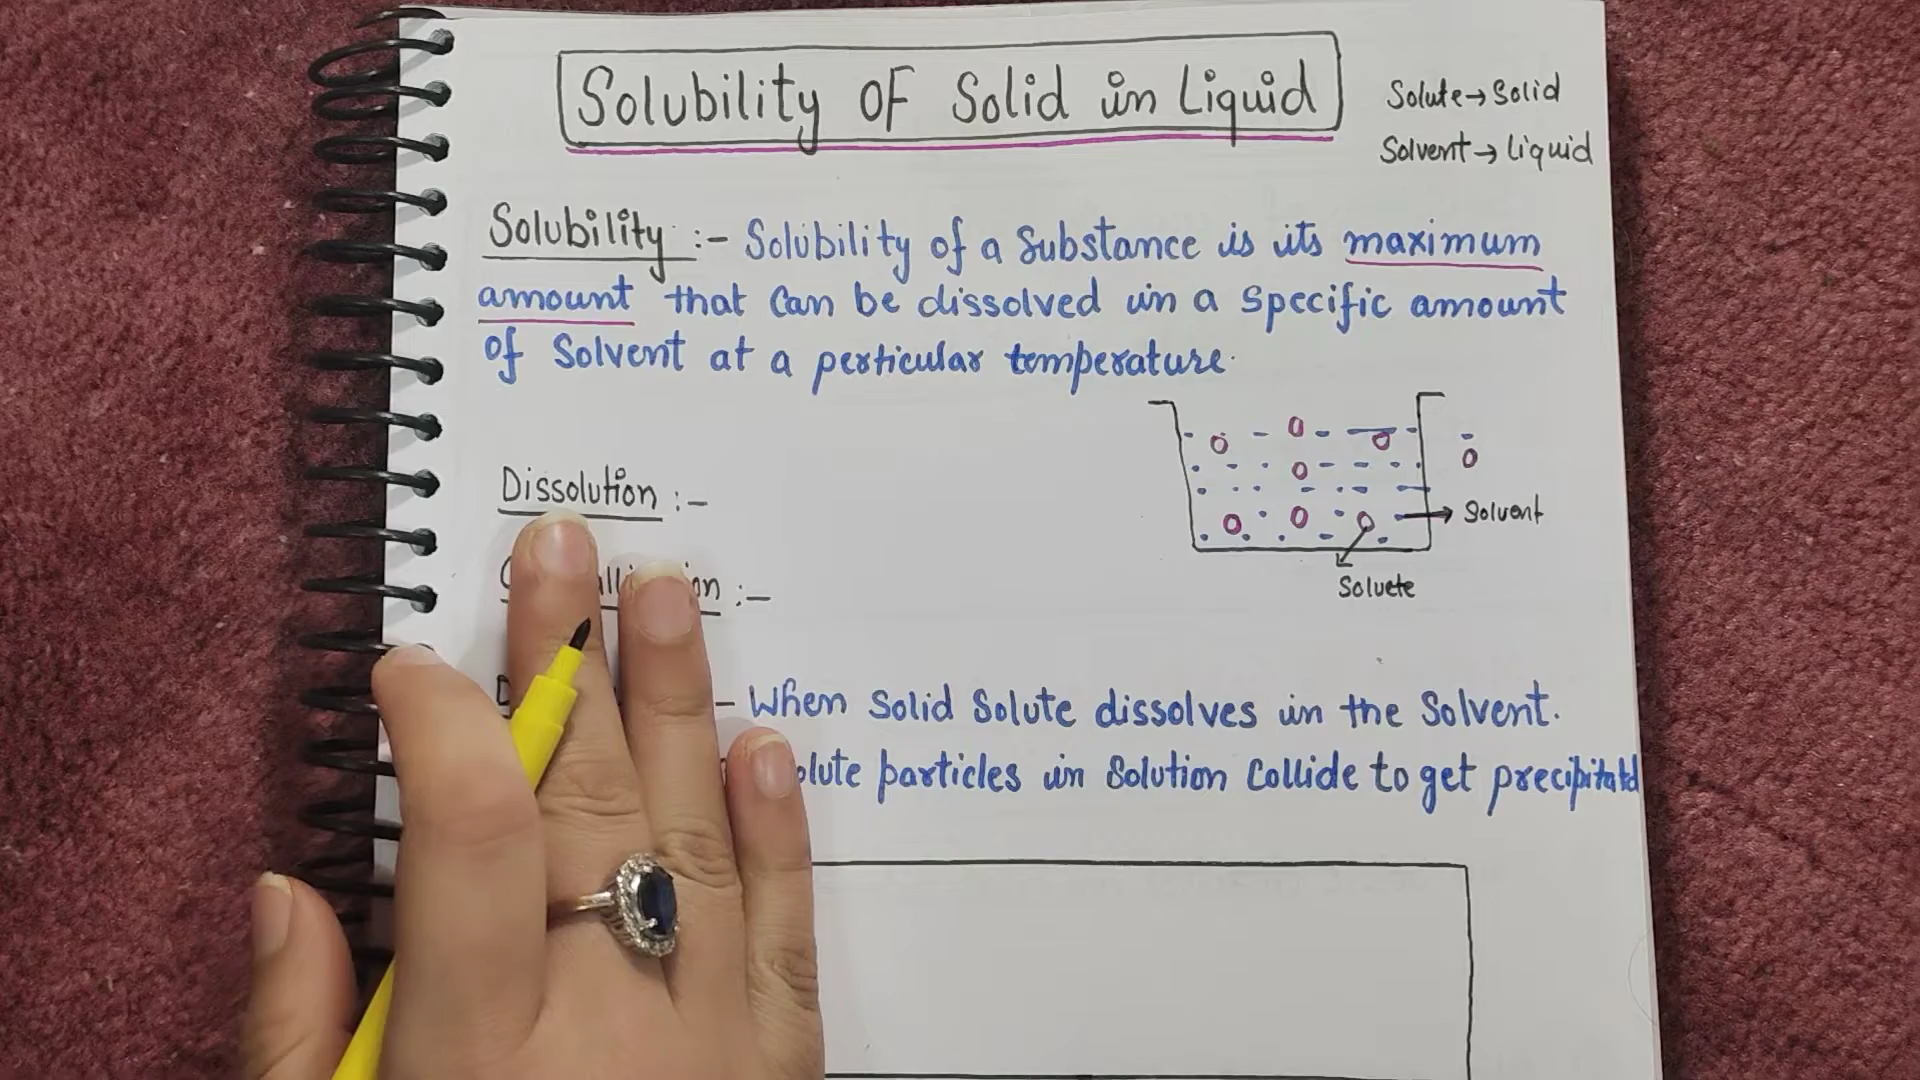 Solubility OF Solid in Liquid
Solute→Solid
Solvent→Liquid
Solubility :- Solubility of a Substance is its maximum
amount that Can be dissolved in a Specific amount
of Solvent at a perticular temperature.
Dissolution :-
:-
Solvent
Soluete
- When Solid Solute dissolves in the Solvent.
particles in Solution Collide to get precipitatd